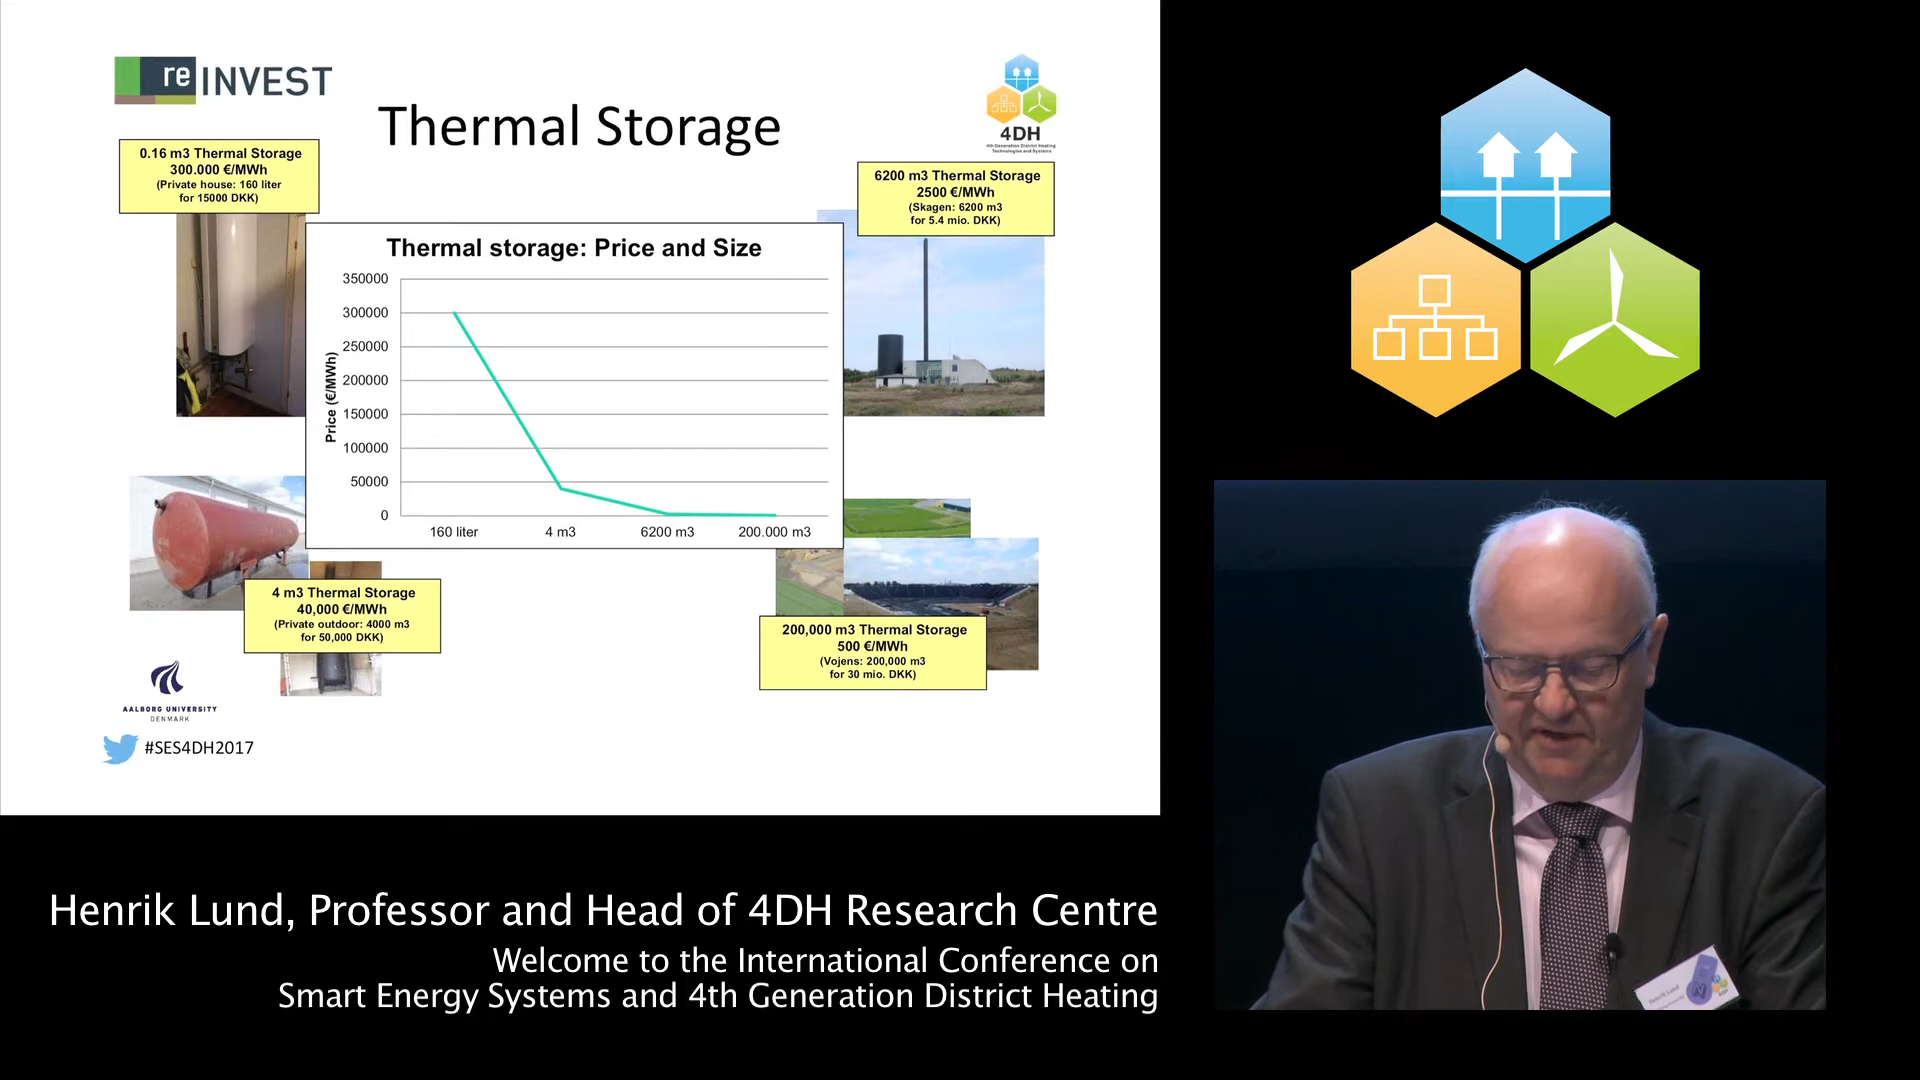 re INVEST
Thermal Storage
4DH
4th Generation District Heating
Technologies and Systems
0.16 m3 Thermal Storage
300.000 €/MWh
(Private house: 160 liter
for 15000 DKK)
6200 m3 Thermal Storage
2500 €/MWh
(Skagen: 6200 m3
for 5.4 mio. DKK)
Thermal storage: Price and Size
Price (€/MWh)
350000
300000
250000
200000
150000
100000
50000
0
160 liter 4 m3 6200 m3 200.000 m3
4 m3 Thermal Storage
40,000 €/MWh
(Private outdoor: 4000 m3
for 50,000 DKK)
200,000 m3 Thermal Storage
500 €/MWh
(Vojens: 200,000 m3
for 30 mio. DKK)
AALBORG UNIVERSITY
DENMARK
#SES4DH2017
Henrik Lund, Professor and Head of 4DH Research Centre
Welcome to the International Conference on
Smart Energy Systems and 4th Generation District Heating
Henrik Lund